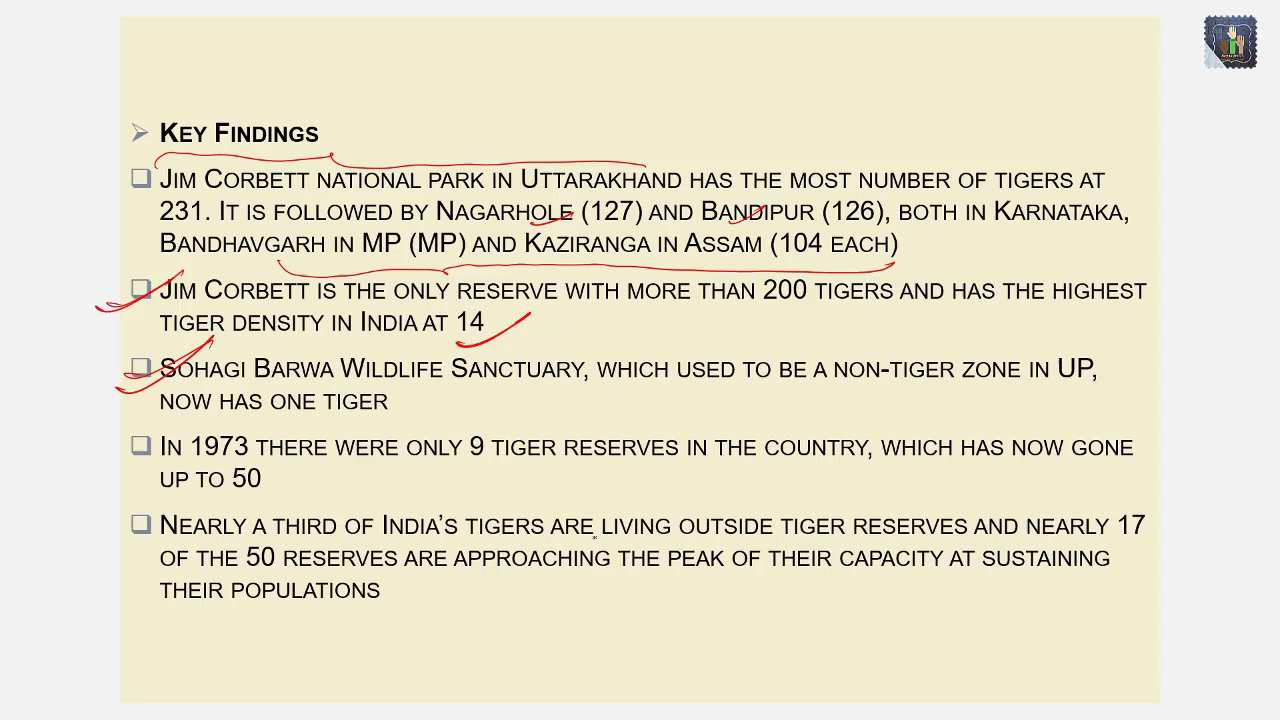 KEY FINDINGS
JIM CORBETT NATIONAL PARK IN UTTARAKHAND HAS THE MOST NUMBER OF TIGERS AT
231. IT IS FOLLOWED BY NAGARHOLE (127) AND BANDIPUR (126), BOTH IN KARNATAKA,
BANDHAVGARH IN MP (MP) AND KAZIRANGA IN ASSAM (104 EACH)
JIM CORBETT IS THE ONLY RESERVE WITH MORE THAN 200 TIGERS AND HAS THE HIGHEST
TIGER DENSITY IN INDIA AT 14
SOHAGI BARWA WILDLIFE SANCTUARY, WHICH USED TO BE A NON-TIGER ZONE IN UP,
NOW HAS ONE TIGER
IN 1973 THERE WERE ONLY 9 TIGER RESERVES IN THE COUNTRY, WHICH HAS NOW GONE
UP TO 50
NEARLY A THIRD OF INDIA'S TIGERS ARE LIVING OUTSIDE TIGER RESERVES AND NEARLY 17
OF THE 50 RESERVES ARE APPROACHING THE PEAK OF THEIR CAPACITY AT SUSTAINING
THEIR POPULATIONS